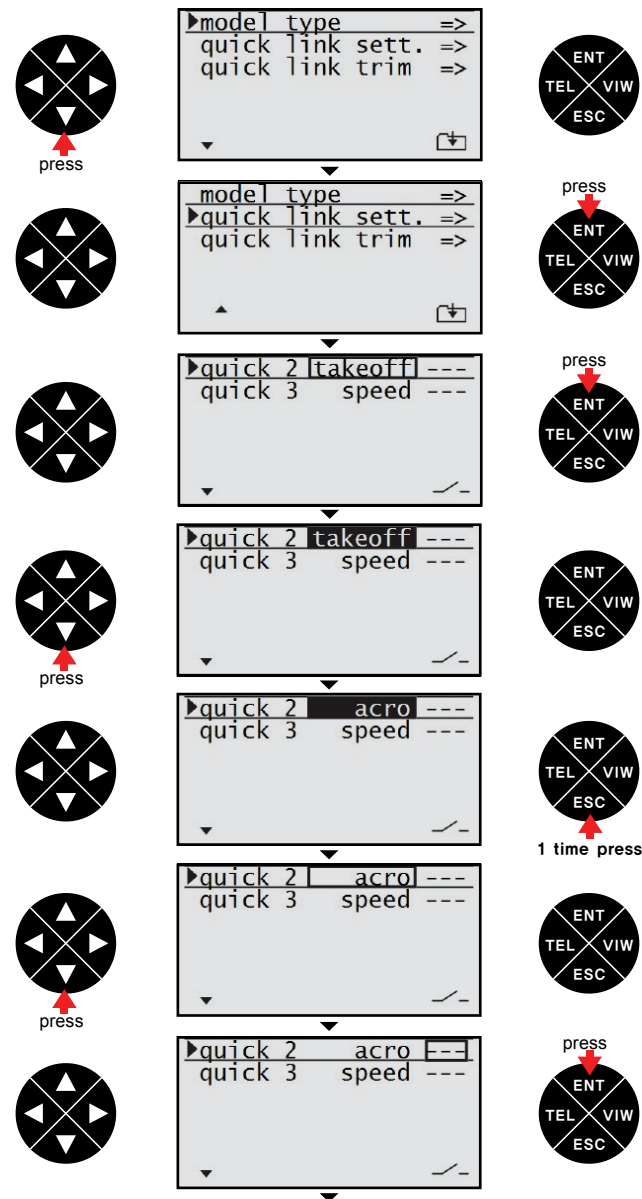 model type =>
quick link sett. =>
quick link trim =>
ENT
TEL VIW
ESC
press
model type =>
quick link sett. =>
quick link trim =>
press
ENT
TEL VIW
ESC
quick 2 takeoff ---
quick 3 speed ---
press
ENT
TEL VIW
ESC
quick 2 takeoff ---
quick 3 speed ---
ENT
TEL VIW
ESC
press
quick 2 acro ---
quick 3 speed ---
ENT
TEL VIW
ESC
1 time press
quick 2 acro ---
quick 3 speed ---
ENT
TEL VIW
ESC
press
quick 2 acro ---
quick 3 speed ---
press
ENT
TEL VIW
ESC